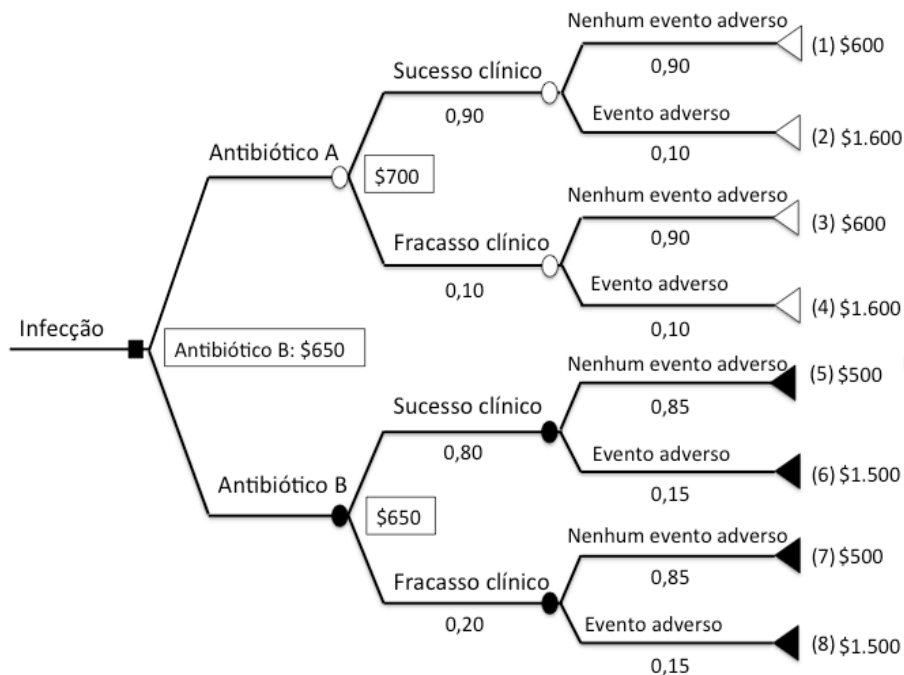 Nenhum evento adverso
(1) $600
0,90
Sucesso clínico
0,90
Evento adverso
(2) $1.600
0,10
Antibiótico A
$700
Nenhum evento adverso
(3) $600
0,90
Fracasso clínico
0,10
Evento adverso
(4) $1.600
0,10
Infecção
Antibiótico B: $650
Nenhum evento adverso
(5) $500
0,85
Sucesso clínico
0,80
Evento adverso
(6) $1.500
0,15
Antibiótico B
$650
Nenhum evento adverso
(7) $500
0,85
Fracasso clínico
0,20
Evento adverso
(8) $1.500
0,15